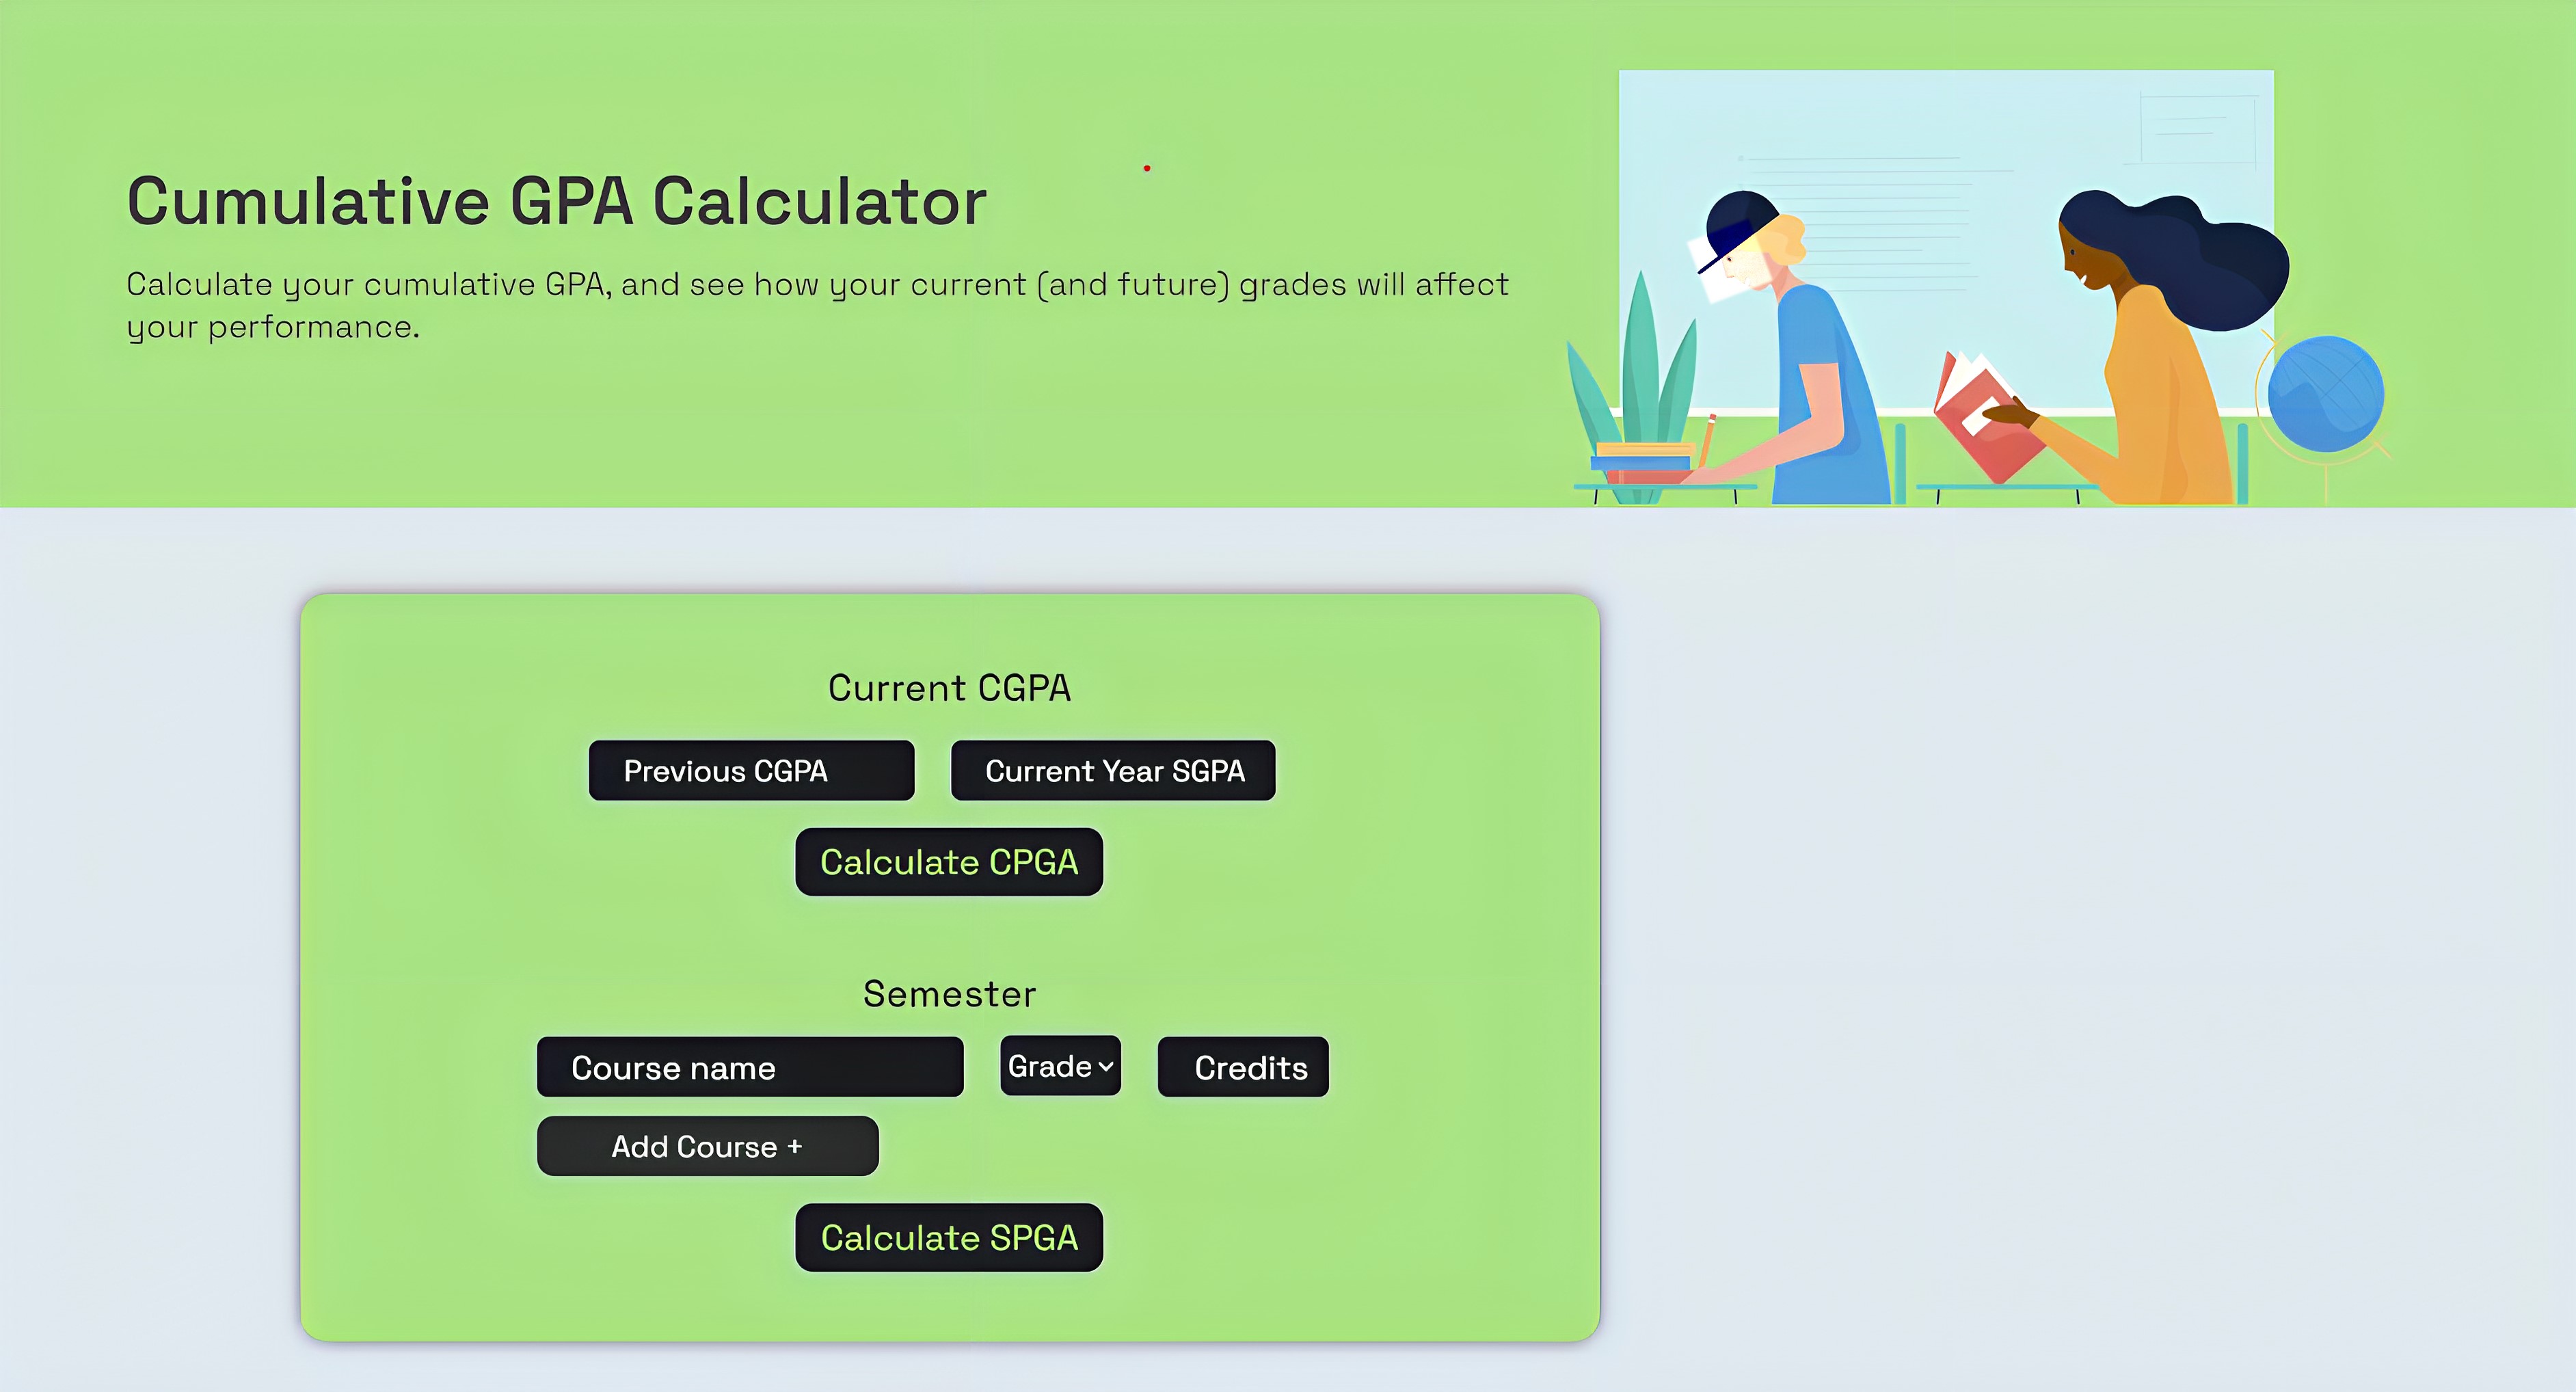 Cumulative GPA Calculator
Calculate your cumulative GPA, and see how your current (and future) grades will affect
your performance.
Current CGPA
Previous CGPA
Current Year SGPA
Calculate CPGA
Semester
Course name
Grade
Credits
Add Course +
Calculate SPGA